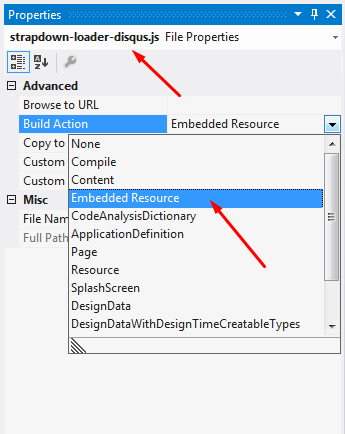 Properties
strapdown-loader-disqus.js File Properties
Advanced
Browse to URL
Build Action Embedded Resource
Copy to
None
Compile
Custom
Content
Custom
Embedded Resource
Misc
CodeAnalysisDictionary
File Nam
ApplicationDefinition
Full Path
Page
Resource
SplashScreen
DesignData
DesignDataWithDesignTimeCreatableTypes